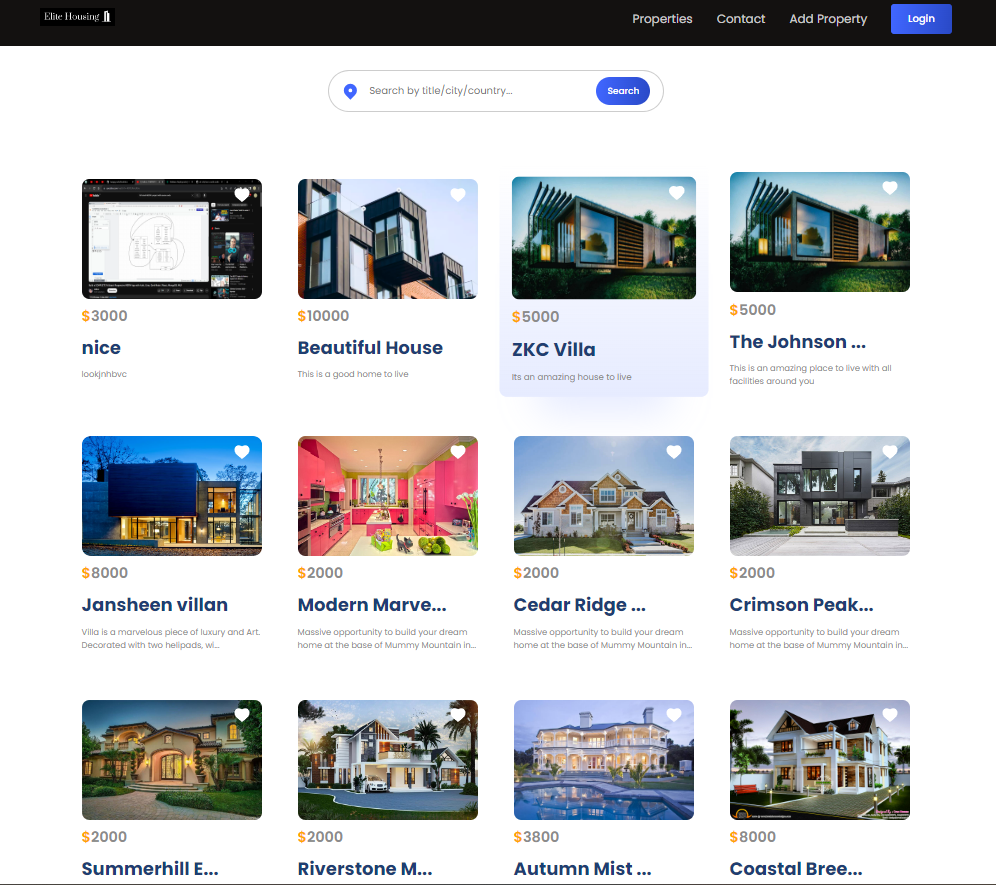 Elite Housing
Properties
Contact
Add Property
Login
Search by title/city/country...
Search
$3000
nice
lookjnhbvc
$10000
Beautiful House
This is a good home to live
$5000
ZKC Villa
Its an amazing house to live
$5000
The Johnson ...
This is an amazing place to live with all
facilities around you
$8000
Jansheen villan
Villa is a marvelous piece of luxury and Art.
Decorated with two helipads, wi...
$2000
Modern Marve...
Massive opportunity to build your dream
home at the base of Mummy Mountain in...
$2000
Cedar Ridge ...
Massive opportunity to build your dream
home at the base of Mummy Mountain in...
$2000
Crimson Peak...
Massive opportunity to build your dream
home at the base of Mummy Mountain in...
$2000
Summerhill E...
$2000
Riverstone M...
$3800
Autumn Mist ...
$8000
Coastal Bree...